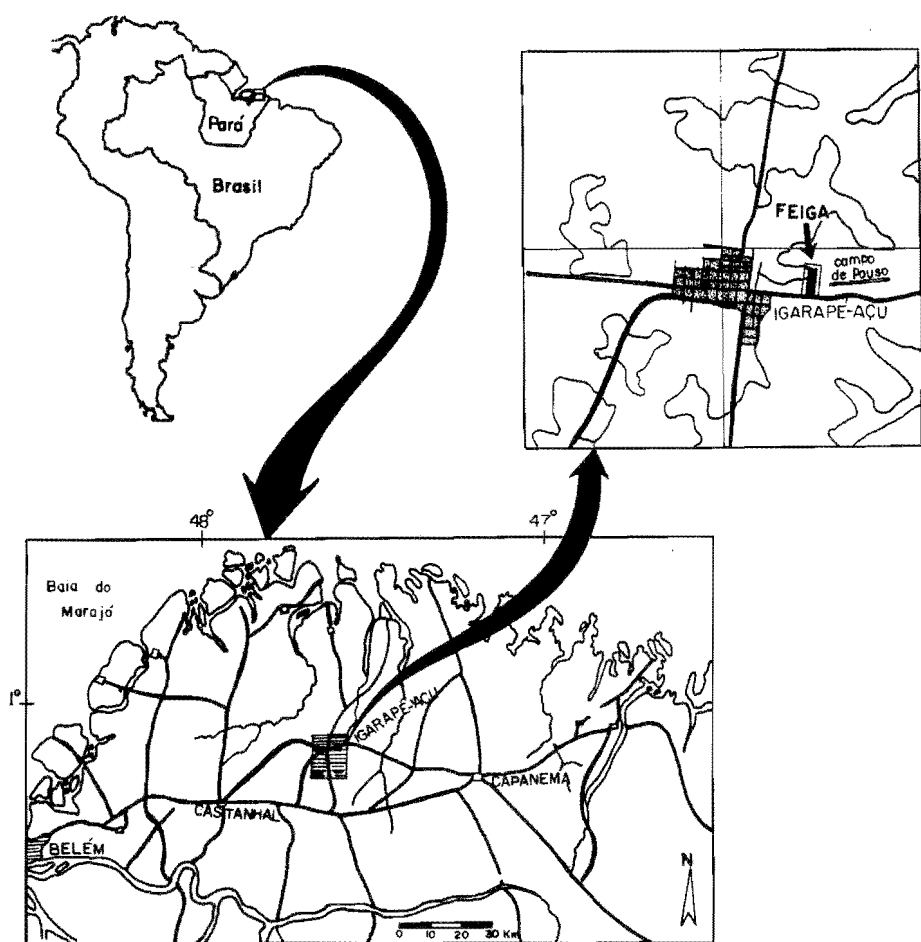 Pará
Brasil
FEIGA
campo
de Pouso
IGARAPÉ-AÇU
48°
47°
Baia do
Marajó
1°
IGARAPÉ-AÇU
CAPANEMA
CASTANHAL
BELÉM
N
0 10 20 30 Km